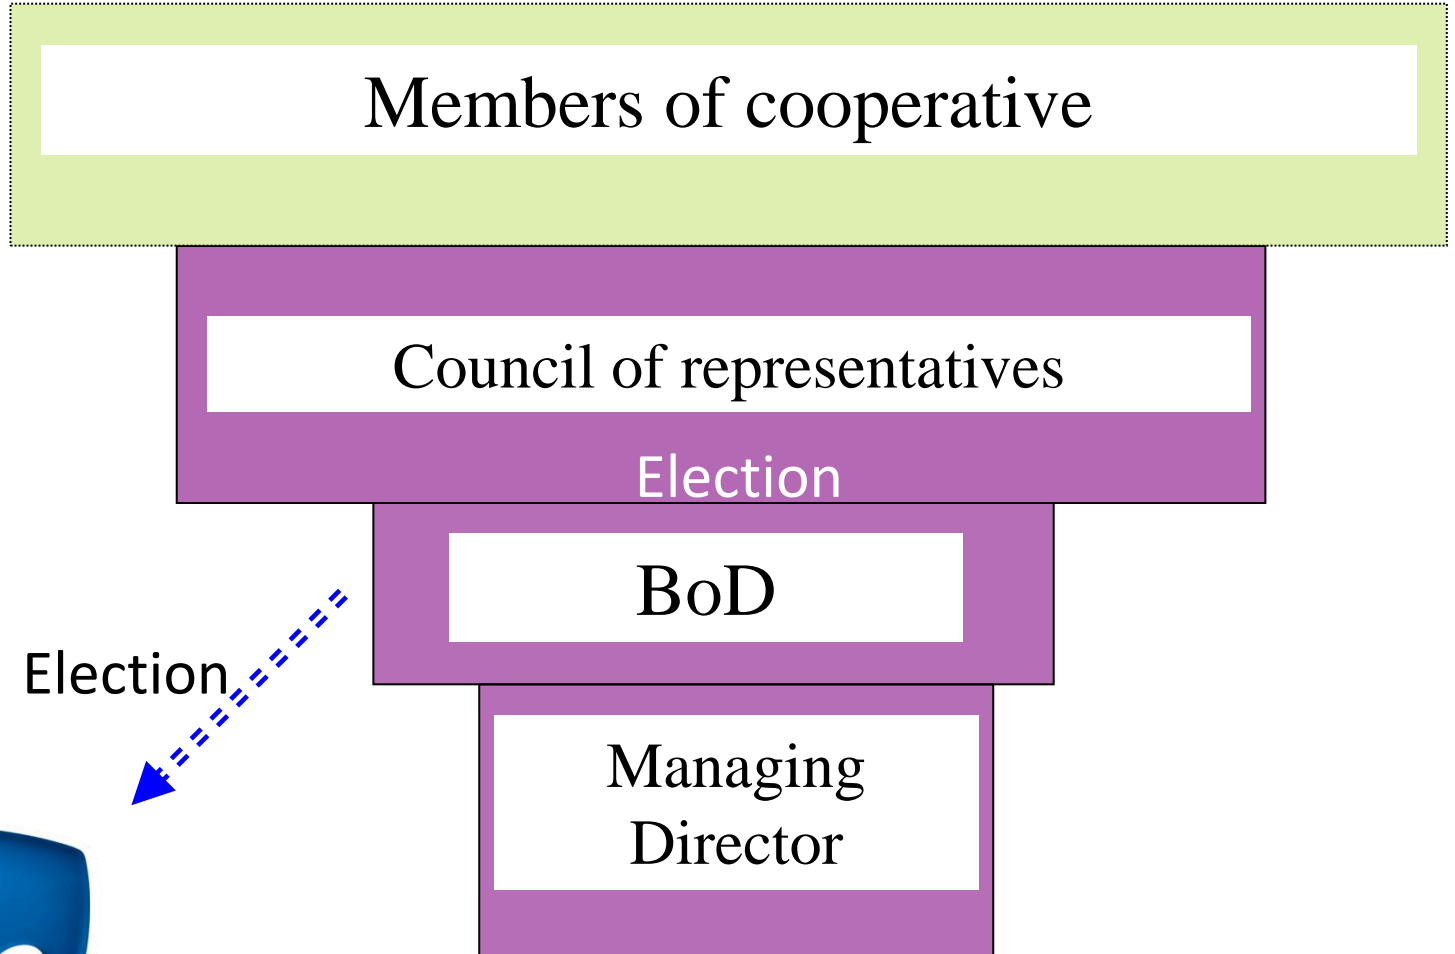 Members of cooperative
Council of representatives
Election
BoD
Election
Managing
Director